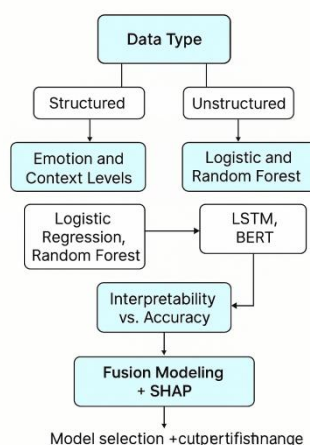 Data Type
Structured
Unstructured
Emotion and
Context Levels
Logistic and
Random Forest
Logistic
Regression,
Random Forest
LSTM,
BERT
Interpretability
vs. Accuracy
Fusion Modeling
+ SHAP
Model selection +cutpertifishnange